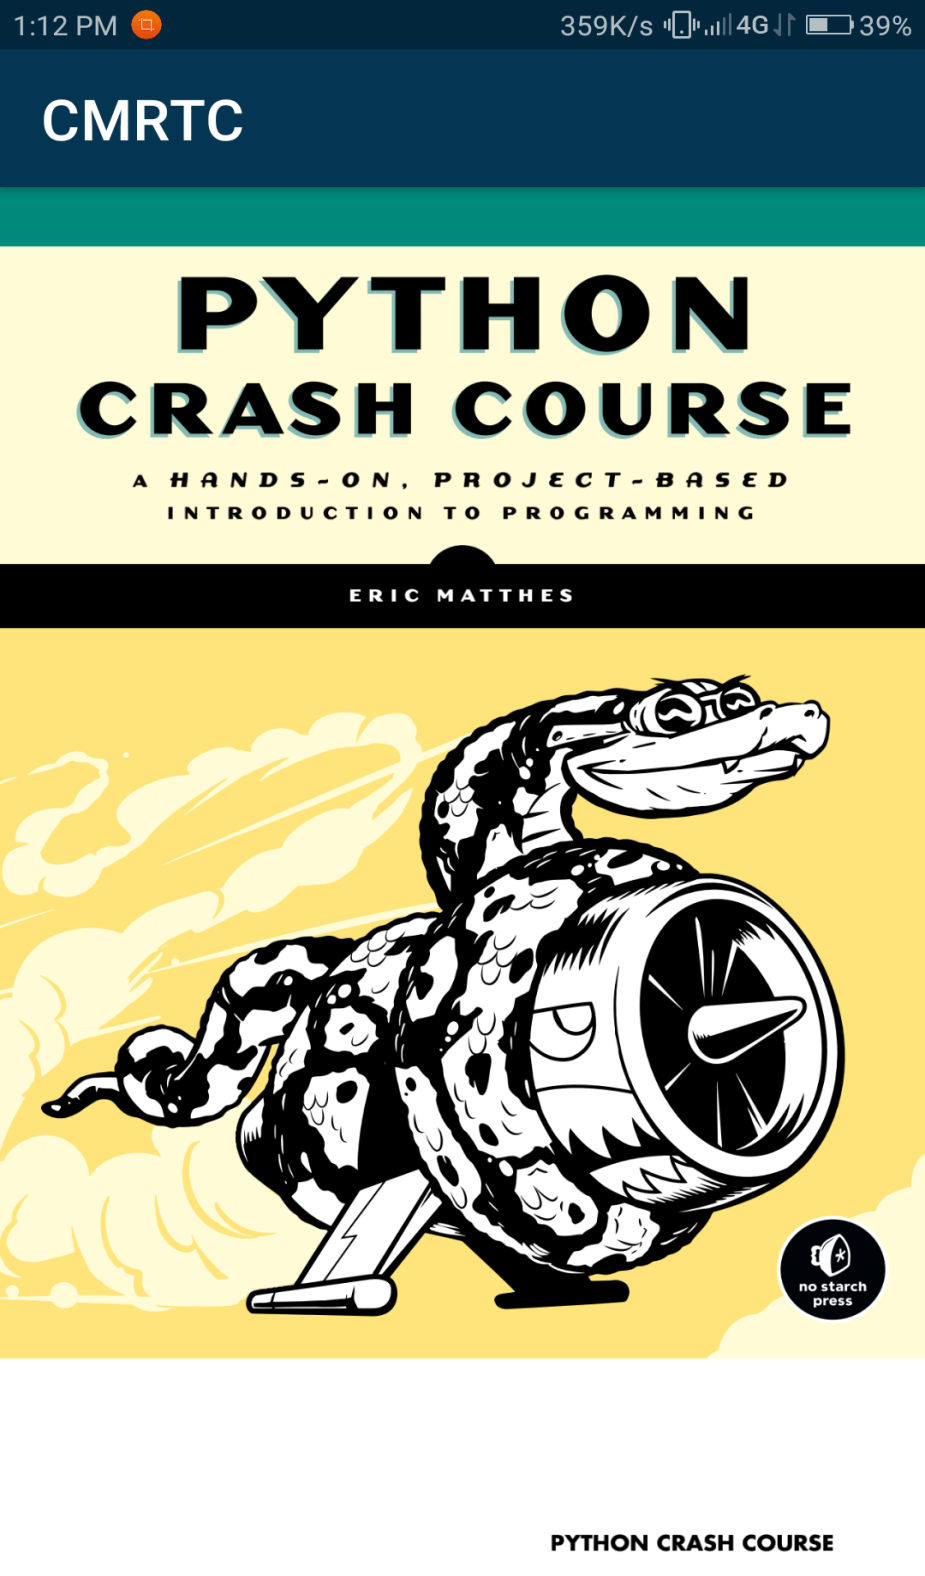 1:12 PM 359K/s 4G 39%
CMRTC
PYTHON
CRASH COURSE
A HANDS-ON, PROJECT-BASED
INTRODUCTION TO PROGRAMMING
ERIC MATTHES
no starch
press
PYTHON CRASH COURSE